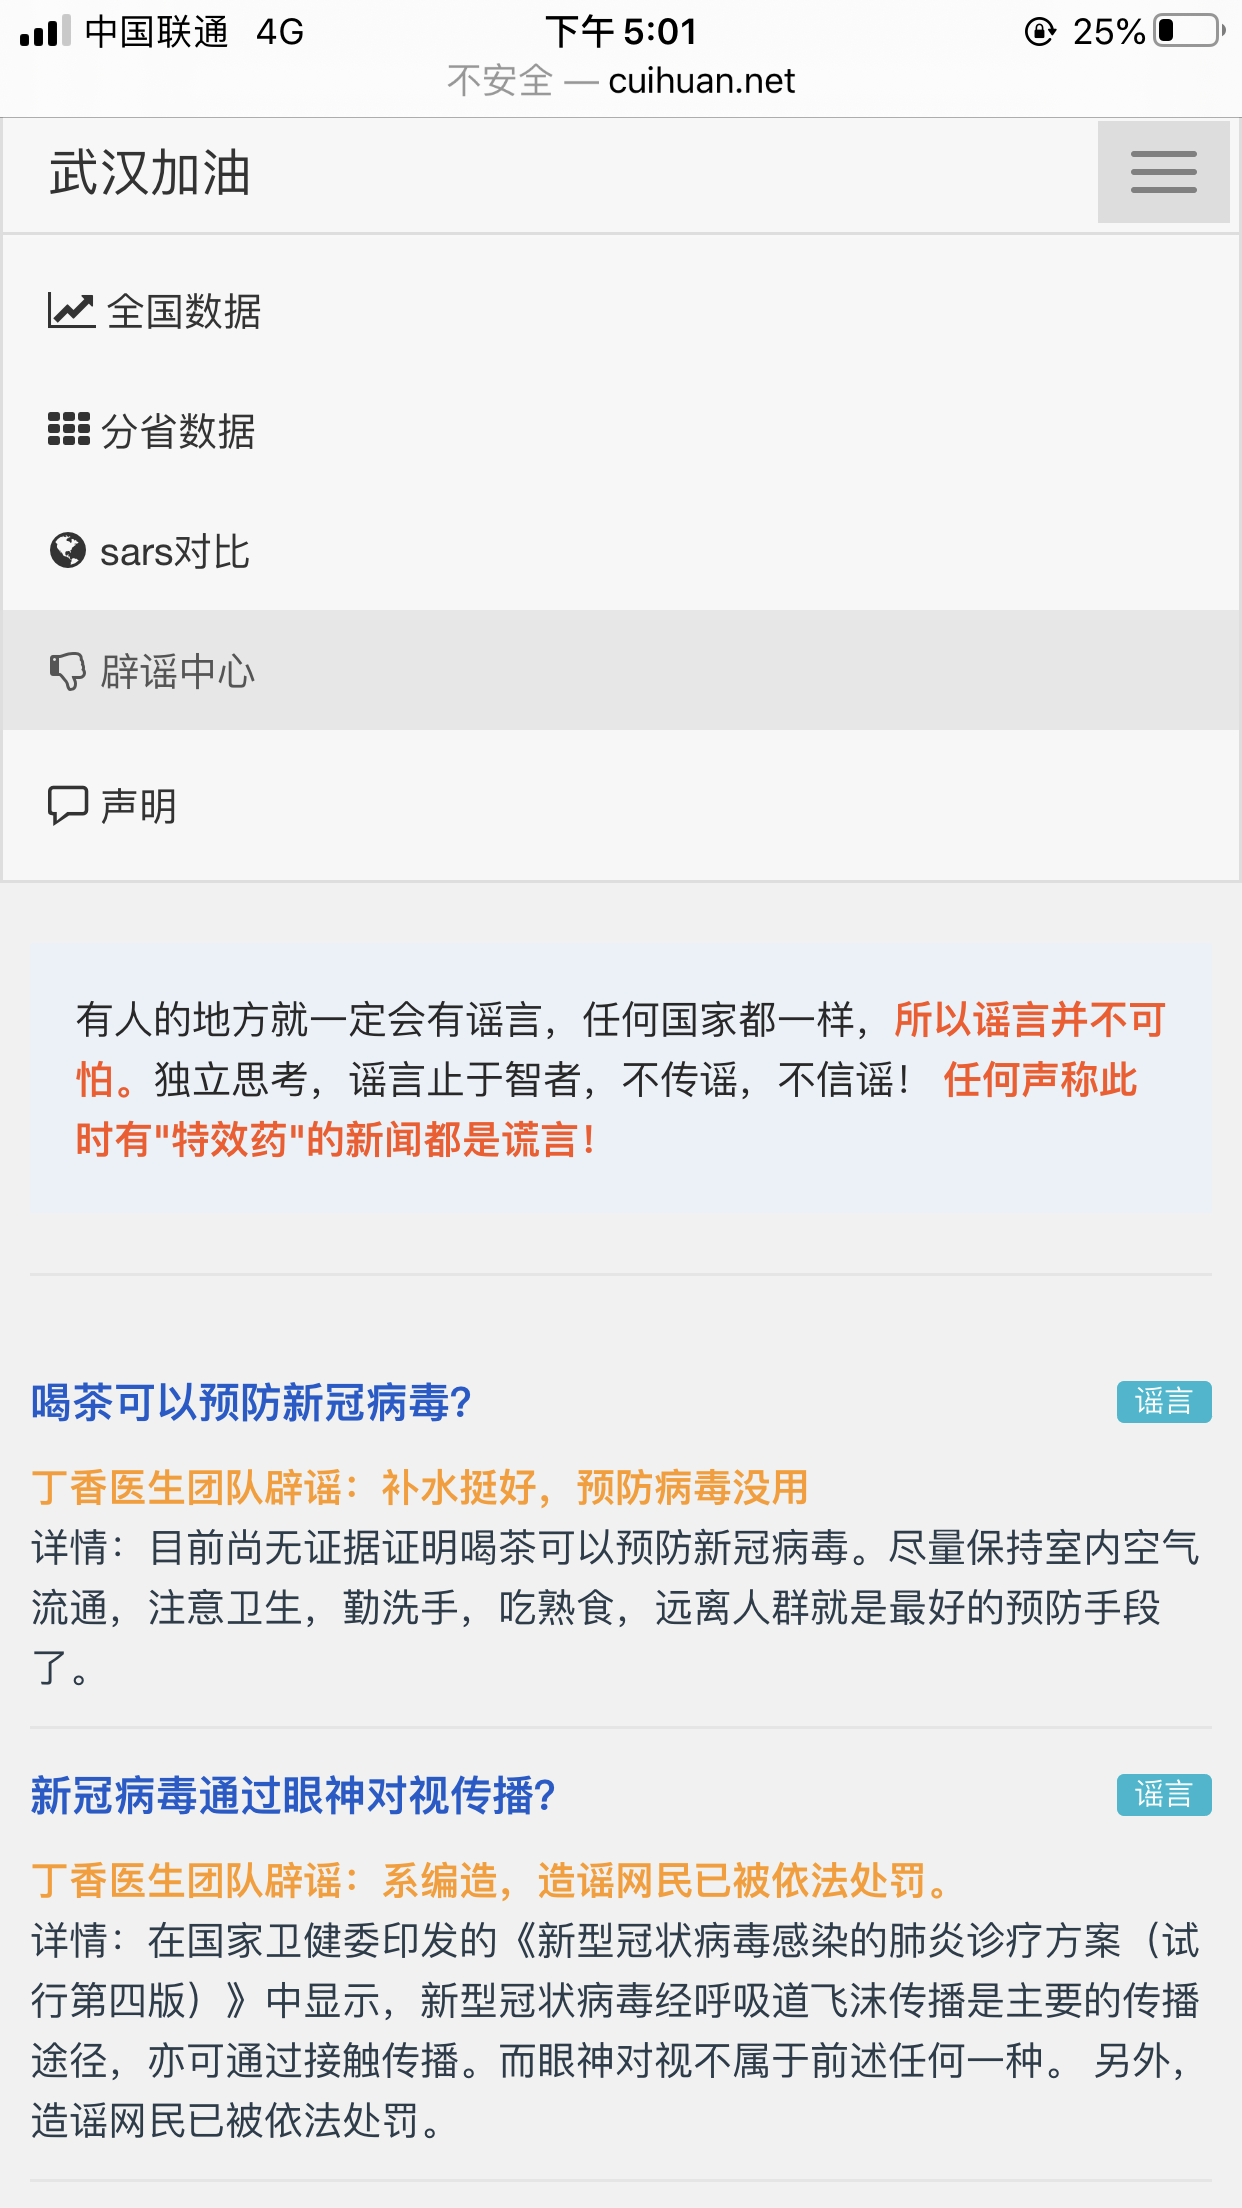 中国联通 4G 下午 5:01 25%
不安全 — cuihuan.net
武汉加油
全国数据
分省数据
sars对比
辟谣中心
声明
有人的地方就一定会有谣言，任何国家都一样，所以谣言并不可
怕。独立思考，谣言止于智者，不传谣，不信谣！ 任何声称此
时有"特效药"的新闻都是谎言！
喝茶可以预防新冠病毒? 谣言
丁香医生团队辟谣：补水挺好，预防病毒没用
详情：目前尚无证据证明喝茶可以预防新冠病毒。尽量保持室内空气
流通，注意卫生，勤洗手，吃熟食，远离人群就是最好的预防手段
了。
新冠病毒通过眼神对视传播? 谣言
丁香医生团队辟谣：系编造，造谣网民已被依法处罚。
详情：在国家卫健委印发的《新型冠状病毒感染的肺炎诊疗方案（试
行第四版）》中显示，新型冠状病毒经呼吸道飞沫传播是主要的传播
途径，亦可通过接触传播。而眼神对视不属于前述任何一种。 另外，
造谣网民已被依法处罚。